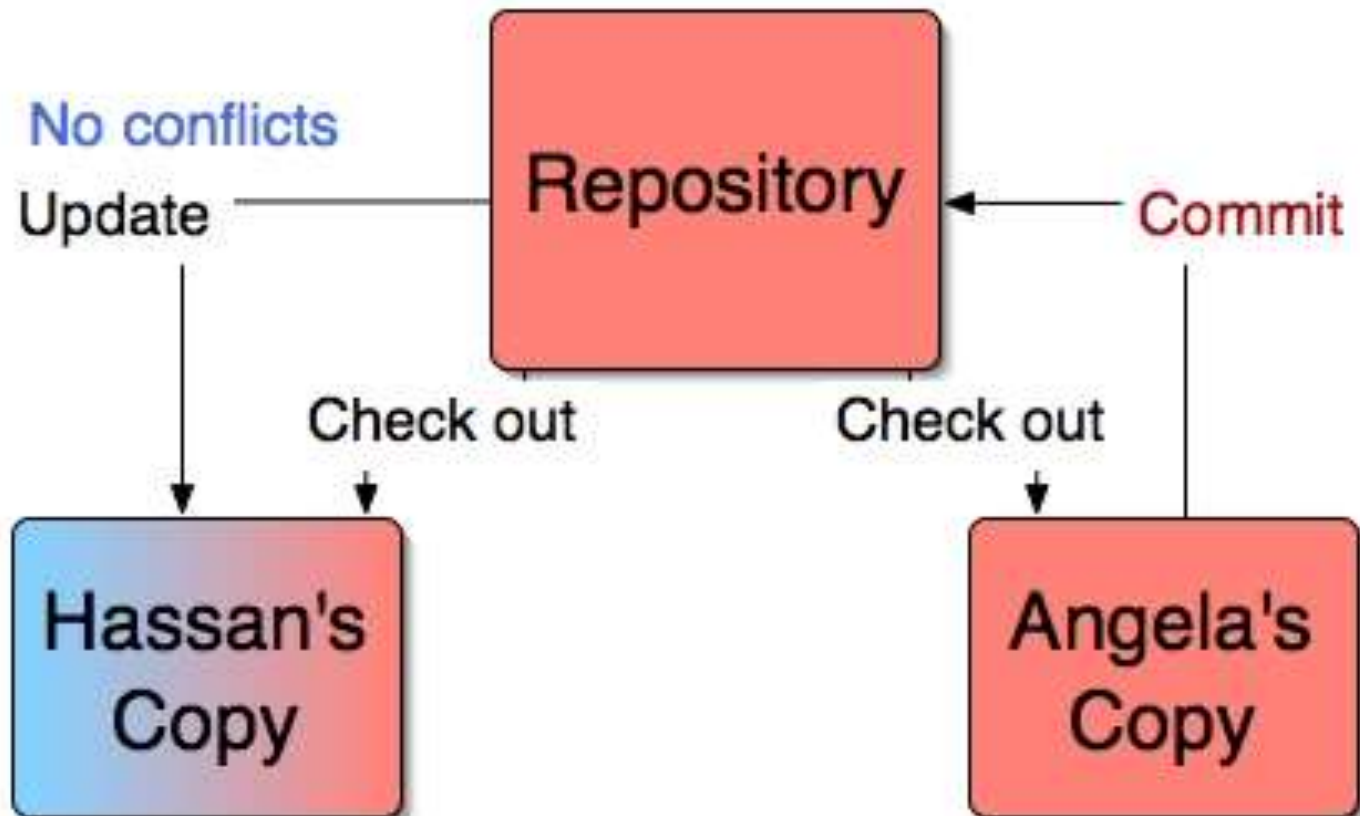 No conflicts
Update
Repository
Commit
Check out
Check out
Hassan's
Copy
Angela's
Copy